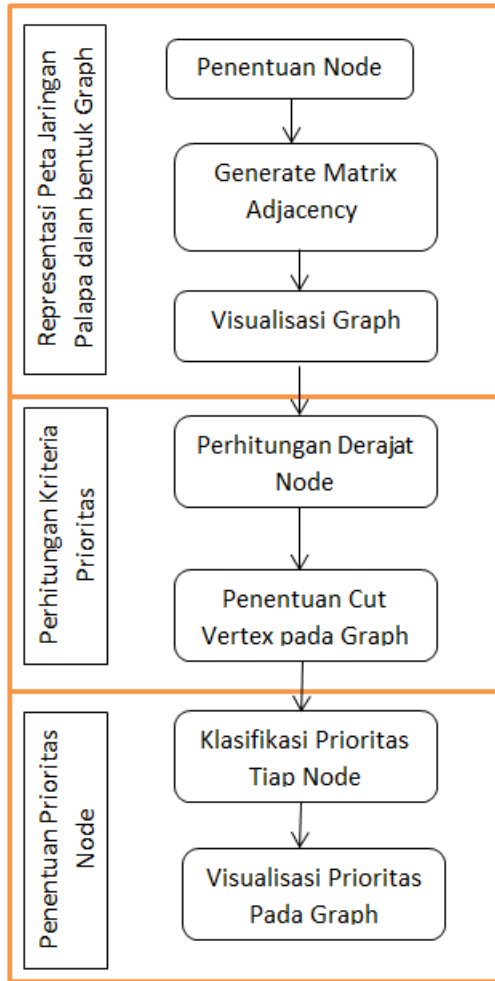 Representasi Peta Jaringan
Palapa dalan bentuk Graph
Penentuan Node
Generate Matrix
Adjacency
Visualisasi Graph
Perhitungan Kriteria
Prioritas
Perhitungan Derajat
Node
Penentuan Cut
Vertex pada Graph
Penentuan Prioritas
Node
Klasifikasi Prioritas
Tiap Node
Visualisasi Prioritas
Pada Graph